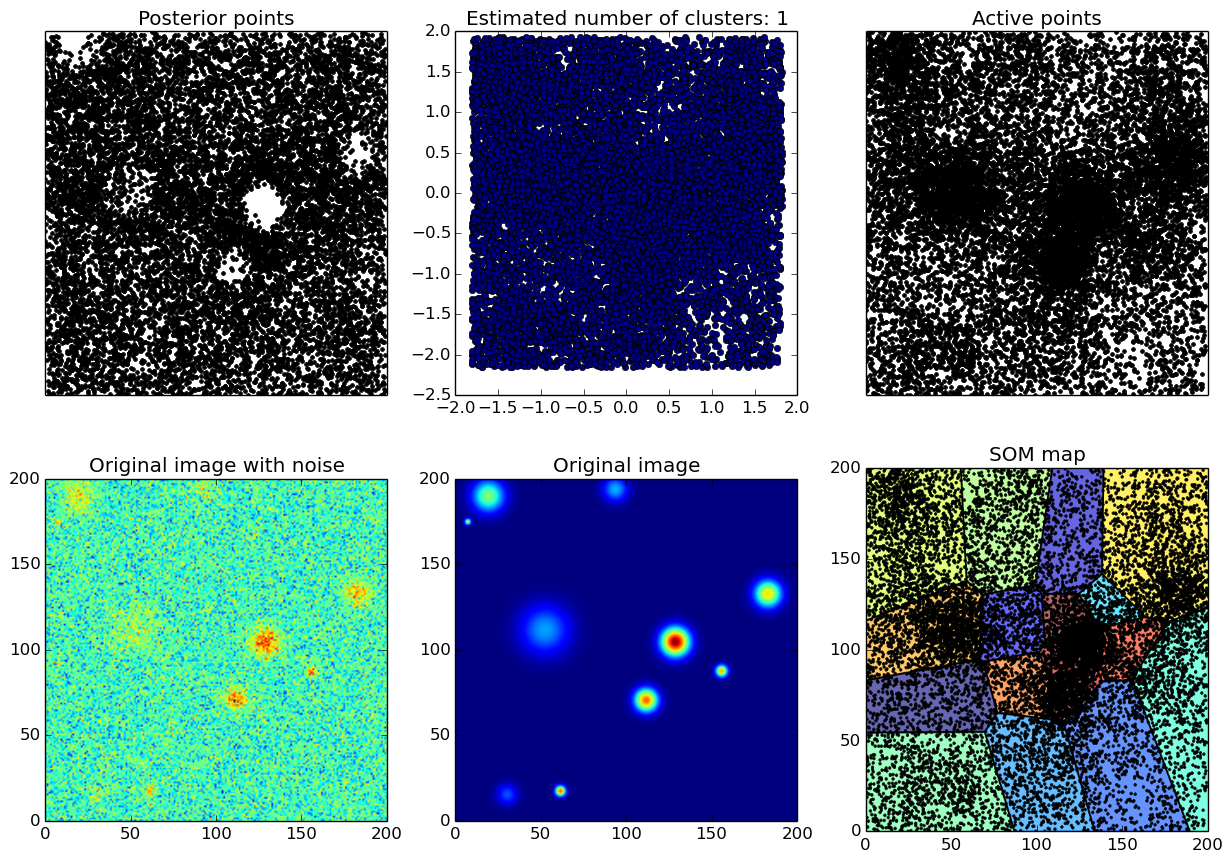 Posterior points
Estimated number of clusters: 1
Active points
2.0
1.5
1.0
0.5
0.0
−0.5
−1.0
−1.5
−2.0
−2.5
−2.0 −1.5 −1.0 −0.5 0.0 0.5 1.0 1.5 2.0
Original image with noise
Original image
SOM map
200
150
100
50
0
0 50 100 150 200
200
150
100
50
0
0 50 100 150 200
200
150
100
50
0
0 50 100 150 200